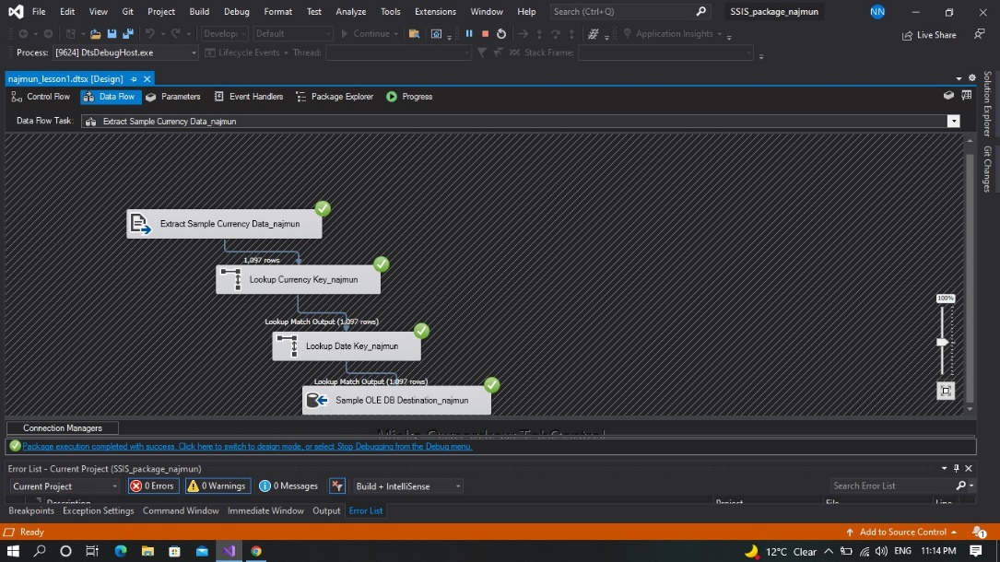 File Edit View Git Project Build Debug Format Test Analyze Tools Extensions Window Help Search (Ctrl+Q) SSIS_package_najmun NN
Develop Default Continue Application Insights Live Share
Process: [9624] DtsDebugHost.exe Lifecycle Events Thread: Stack Frame:
najmun_lesson1.dtsx [Design]
Control Flow Data Flow Parameters Event Handlers Package Explorer Progress
Data Flow Task: Extract Sample Currency Data_najmun
Extract Sample Currency Data_najmun
1,097 rows
Lookup Currency Key_najmun
Lookup Match Output (1,097 rows)
Lookup Date Key_najmun
Lookup Match Output (1,097 rows)
Sample OLE DB Destination_najmun
100%
Solution Explorer
Git Changes
Connection Managers
Package execution completed with success. Click here to switch to design mode, or select Stop Debugging from the Debug menu.
Error List - Current Project (SSIS_package_najmun)
Current Project 0 Errors 0 Warnings 0 Messages Build + IntelliSense Search Error List
Description Project File Line
Breakpoints Exception Settings Command Window Immediate Window Output Error List
Ready Add to Source Control 1
12°C Clear ENG 11:14 PM